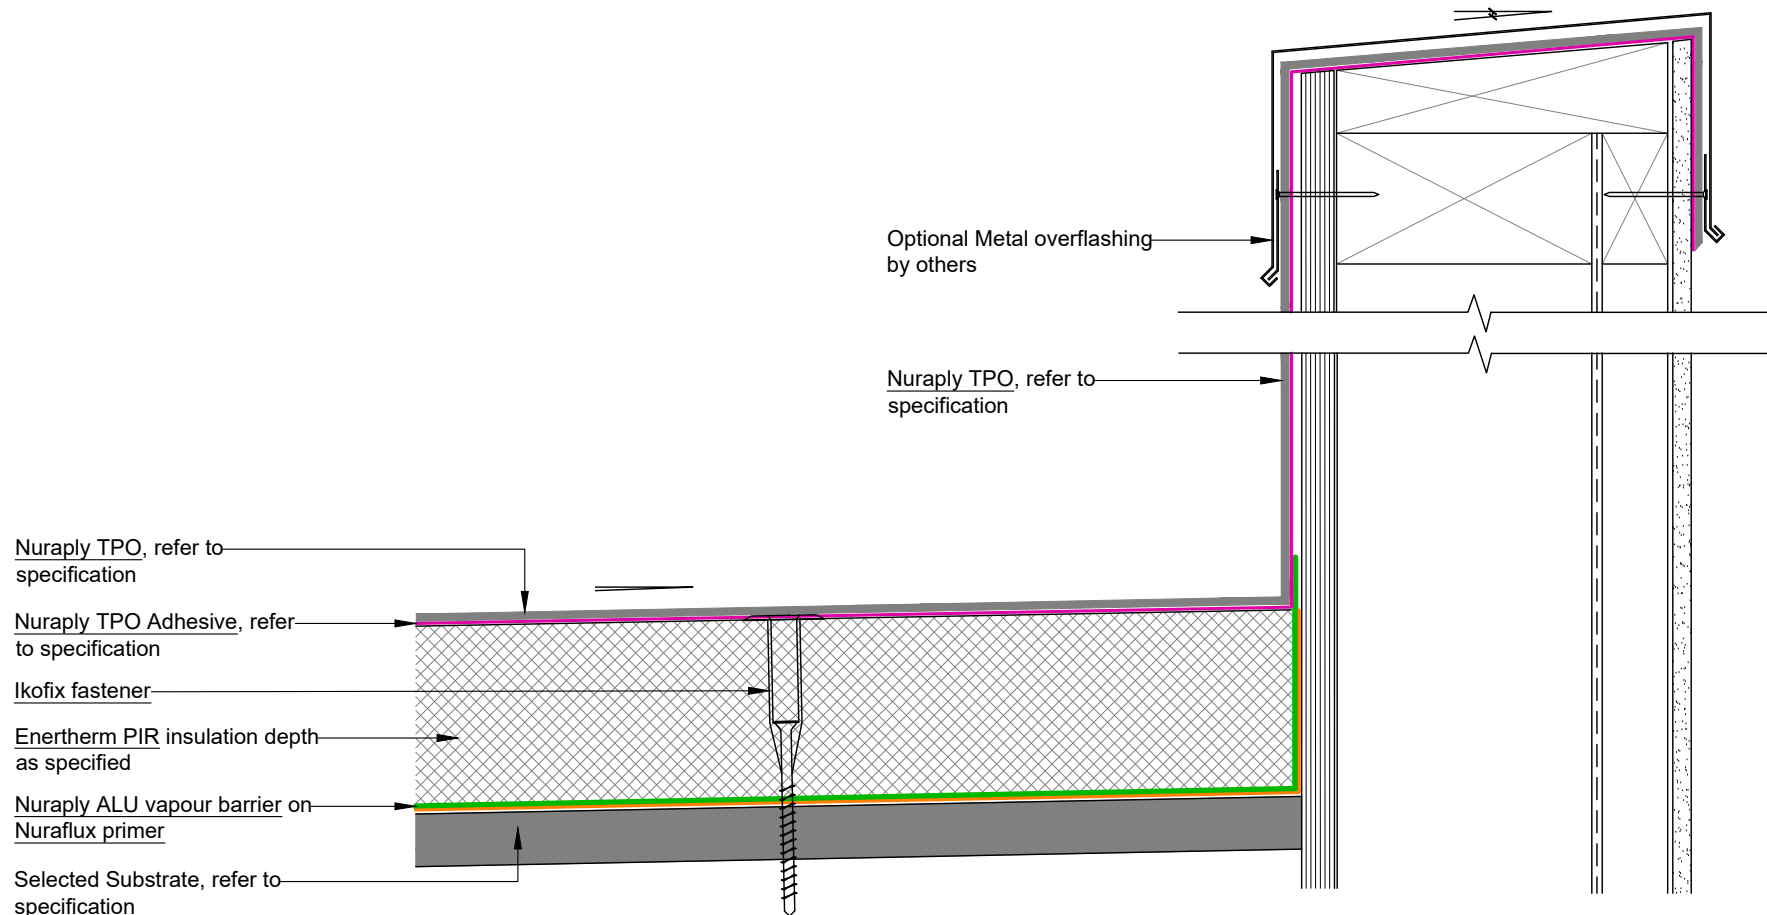 Optional Metal overflashing
by others
Nuraply TPO, refer to
specification
Nuraply TPO, refer to
specification
Nuraply TPO Adhesive, refer
to specification
Ikofix fastener
Enertherm PIR insulation depth
as specified
Nuraply ALU vapour barrier on
Nuraflux primer
Selected Substrate, refer to
specification